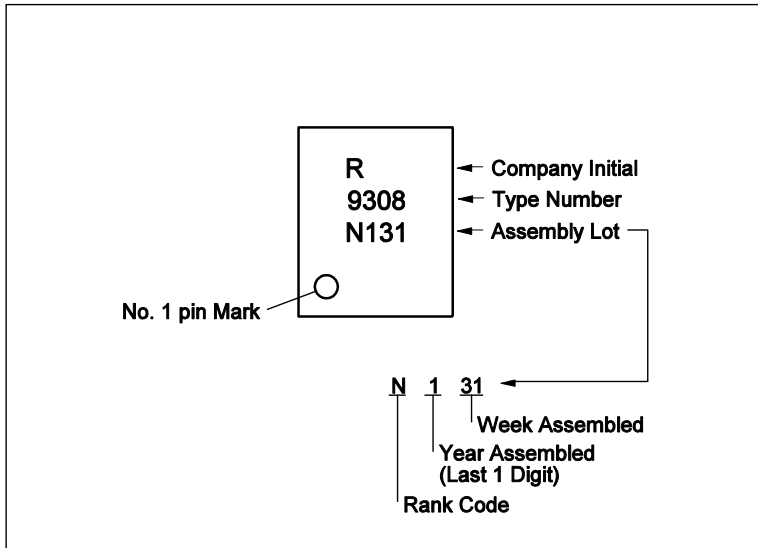 R
Company Initial
9308
Type Number
N131
Assembly Lot
No. 1 pin Mark
N 1 31
Week Assembled
Year Assembled
(Last 1 Digit)
Rank Code